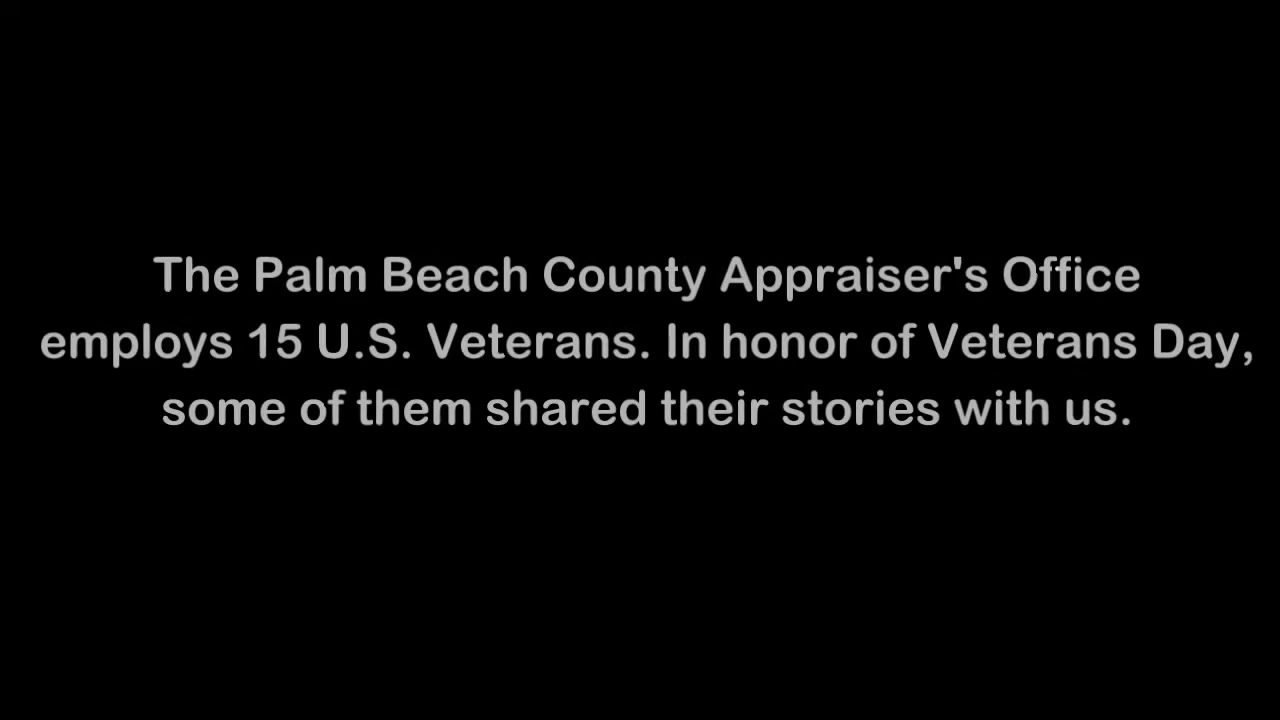 The Palm Beach County Appraiser's Office
employs 15 U.S. Veterans. In honor of Veterans Day,
some of them shared their stories with us.